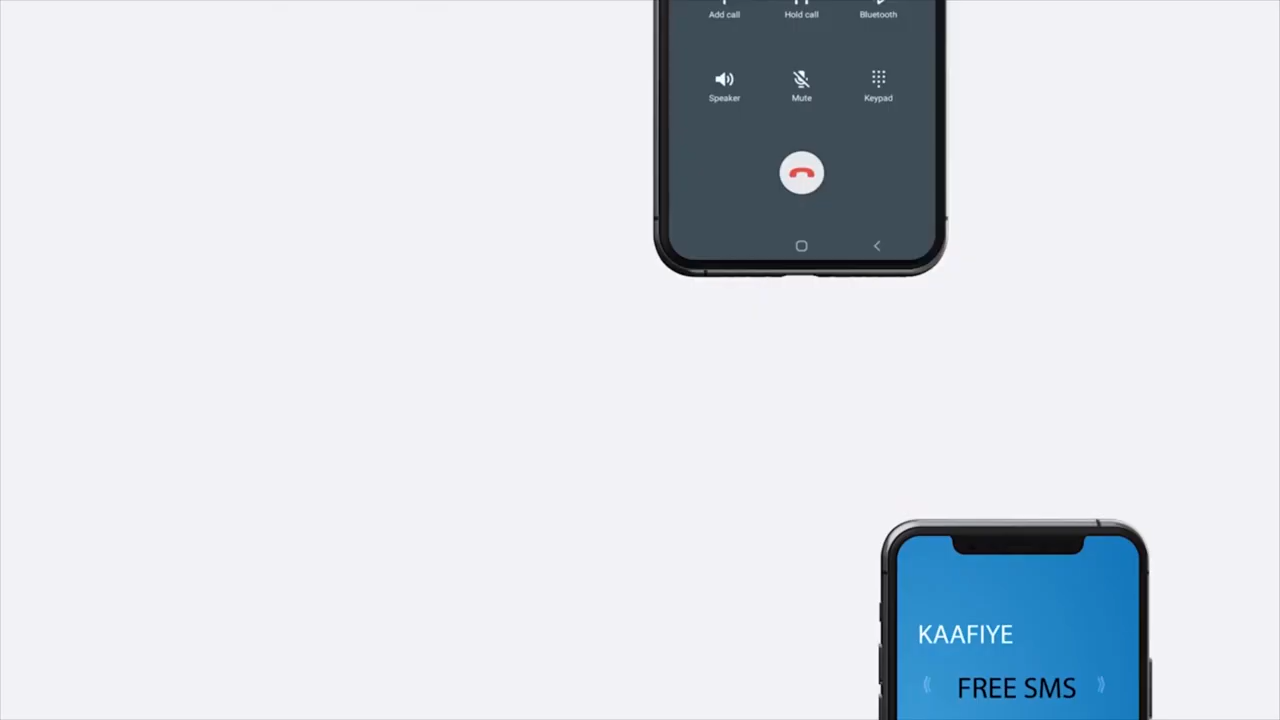 Add call Hold call Bluetooth
Speaker Mute Keypad
KAAFIYE
FREE SMS